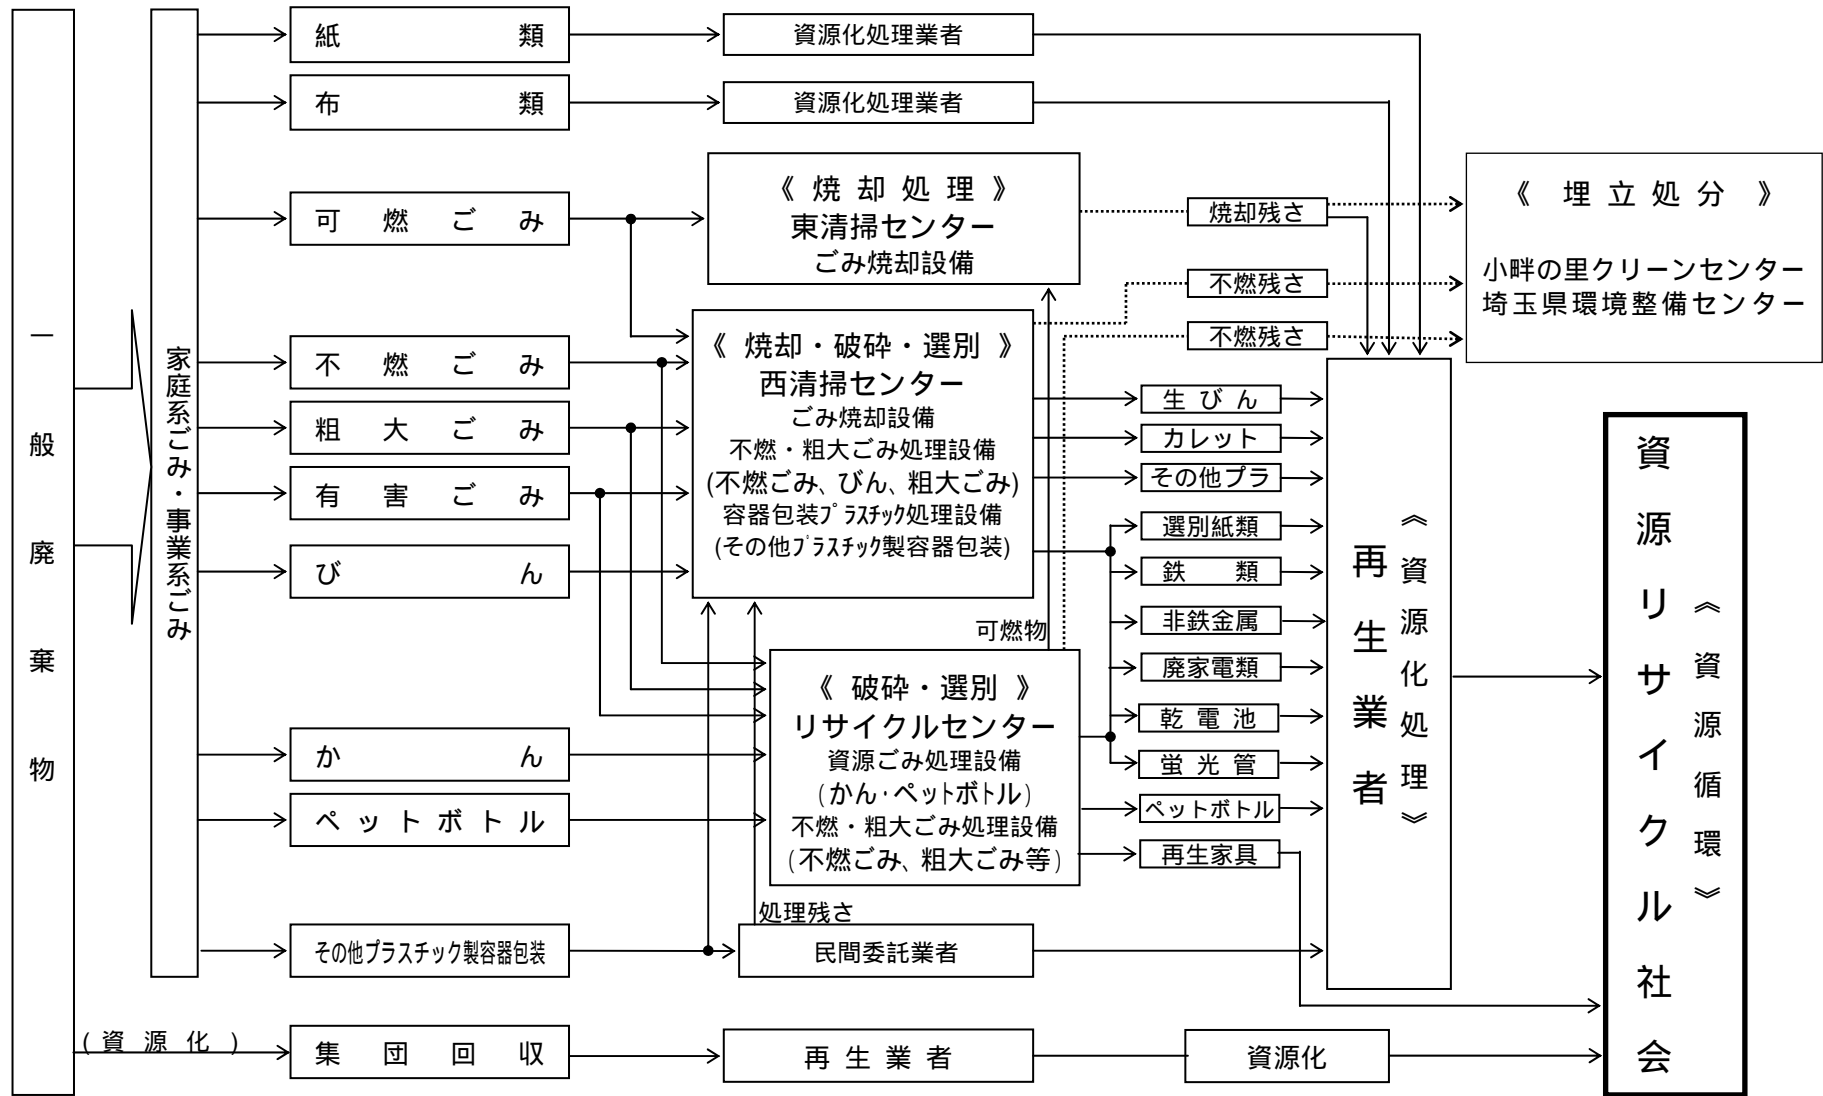 一般廃棄物
家庭系ごみ・事業系ごみ
紙類
資源化処理業者
布類
資源化処理業者
可燃ごみ
《焼却処理》
東清掃センター
ごみ焼却設備
焼却残さ
不燃残さ
不燃残さ
《 埋立処分 》
小畔の里クリーンセンター
埼玉県環境整備センター
不燃ごみ
粗大ごみ
有害ごみ
びん
《 焼却・破砕・選別 》
西清掃センター
ごみ焼却設備
不燃・粗大ごみ処理設備
(不燃ごみ、びん、粗大ごみ)
容器包装プラスチック処理設備
(その他プラスチック製容器包装)
生びん
カレット
その他プラ
選別紙類
鉄類
非鉄金属
廃家電類
乾電池
蛍光管
ペットボトル
再生家具
可燃物
かん
ペットボトル
《 破砕・選別 》
リサイクルセンター
資源ごみ処理設備
(かん・ペットボトル)
不燃・粗大ごみ処理設備
(不燃ごみ、粗大ごみ等)
処理残さ
その他プラスチック製容器包装
民間委託業者
《資源化処理》
再生業者
《資源循環》
資源リサイクル社会
(資源化)
集団回収
再生業者
資源化